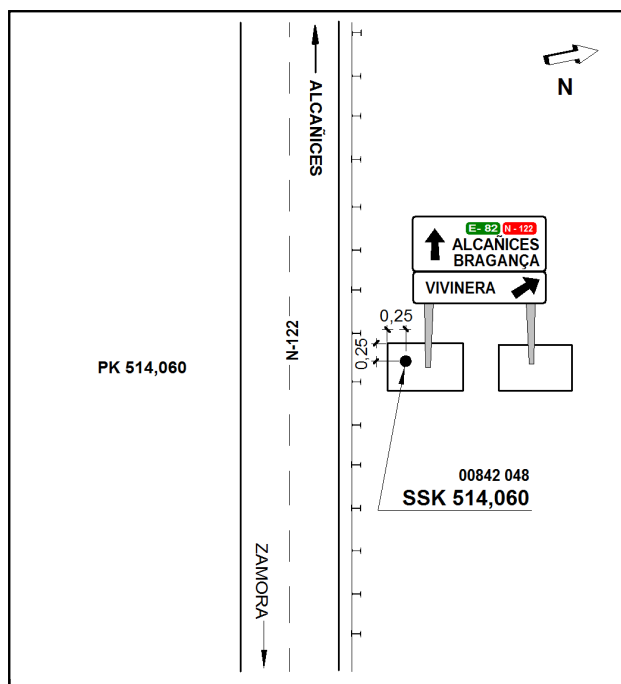 ALCAÑICES
N
E- 82 N - 122
ALCAÑICES
BRAGANÇA
VIVINERA
0,25
0,25
N-122
PK 514,060
00842 048
SSK 514,060
ZAMORA